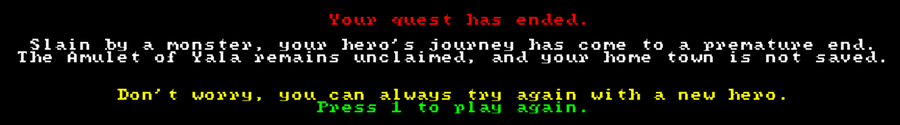 Your quest has ended.
Slain by a monster, your hero's journey has come to a premature end.
The Amulet of Yala remains unclaimed, and your home town is not saved.
Don't worry, you can always try again with a new hero.
Press 1 to play again.